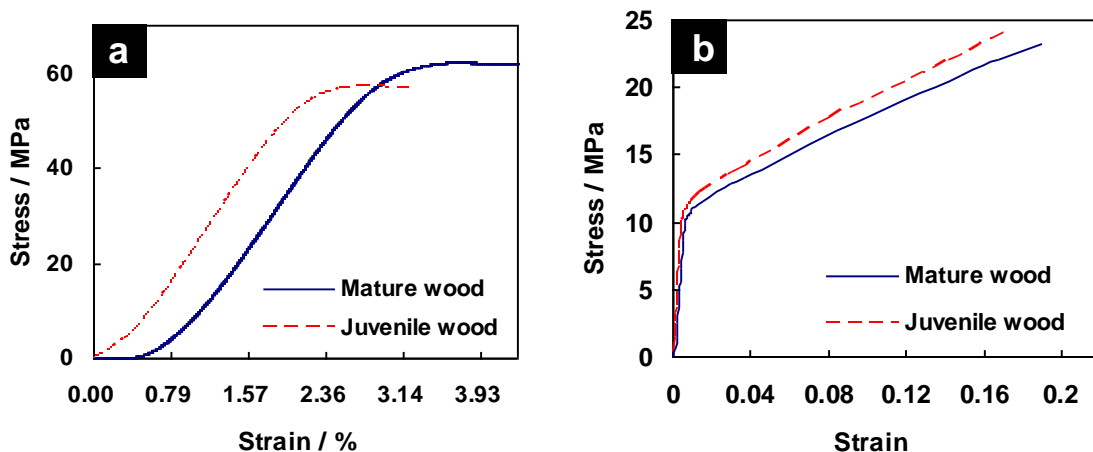 a
Stress / MPa
60
40
20
0
Mature wood
Juvenile wood
0.00 0.79 1.57 2.36 3.14 3.93
Strain / %
b
Stress / MPa
25
20
15
10
5
0
Mature wood
Juvenile wood
0 0.04 0.08 0.12 0.16 0.2
Strain